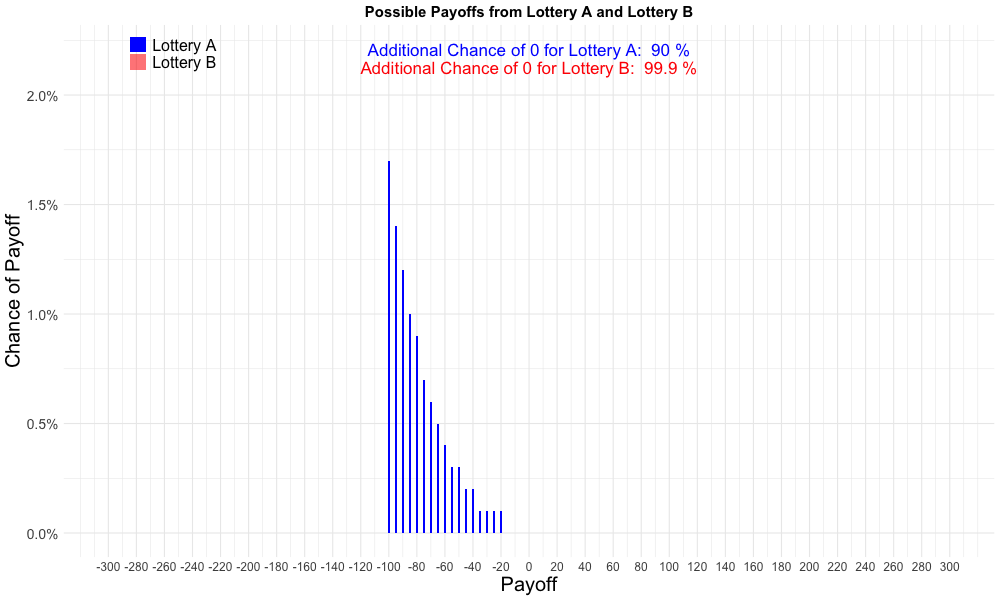 Possible Payoffs from Lottery A and Lottery B
Lottery A
Lottery B
Additional Chance of 0 for Lottery A:  90 %
Additional Chance of 0 for Lottery B:  99.9 %
Chance of Payoff
2.0%
1.5%
1.0%
0.5%
0.0%
-300 -280 -260 -240 -220 -200 -180 -160 -140 -120 -100 -80 -60 -40 -20 0 20 40 60 80 100 120 140 160 180 200 220 240 260 280 300
Payoff